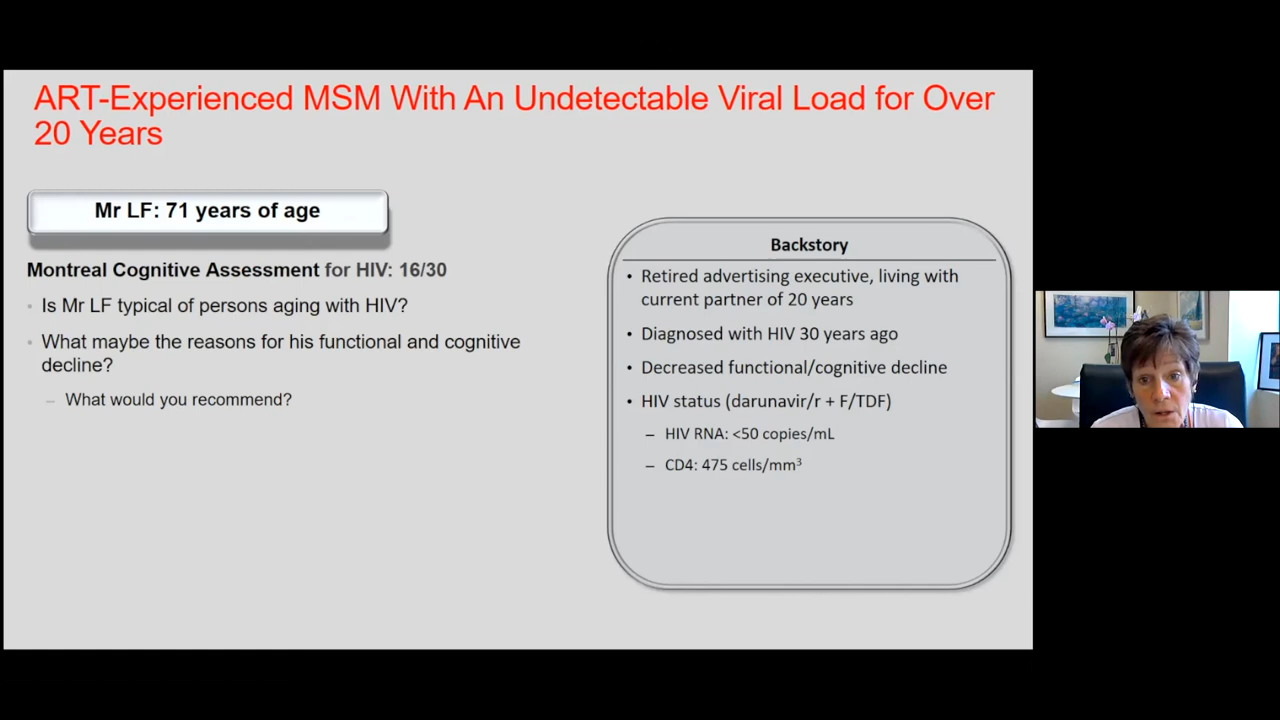 ART-Experienced MSM With An Undetectable Viral Load for Over
20 Years
Mr LF: 71 years of age
Montreal Cognitive Assessment for HIV: 16/30
• Is Mr LF typical of persons aging with HIV?
• What maybe the reasons for his functional and cognitive
decline?
– What would you recommend?
Backstory
• Retired advertising executive, living with
current partner of 20 years
• Diagnosed with HIV 30 years ago
• Decreased functional/cognitive decline
• HIV status (darunavir/r + F/TDF)
– HIV RNA: <50 copies/mL
– CD4: 475 cells/mm³